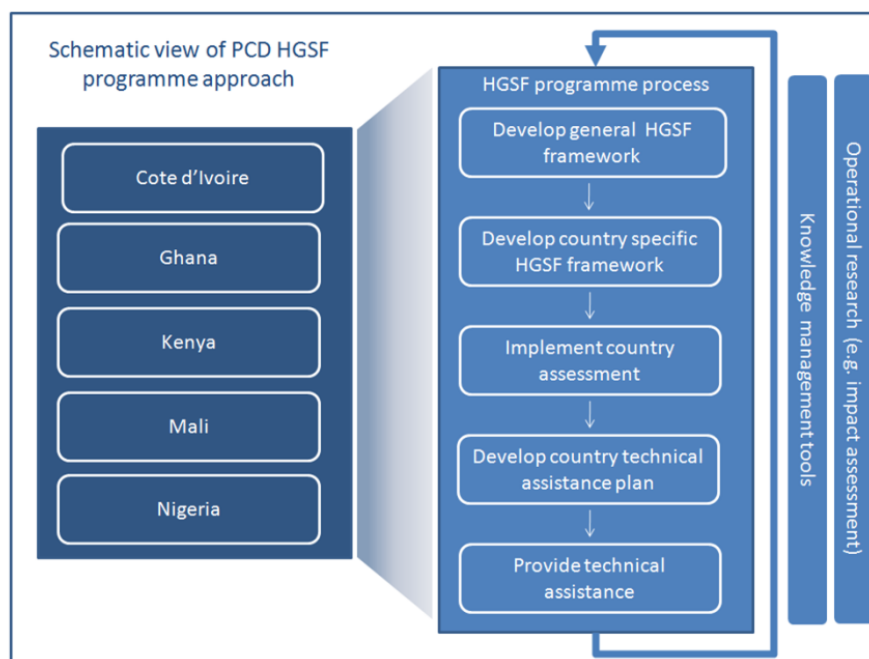 Schematic view of PCD HGSF
programme approach
Cote d'Ivoire
Ghana
Kenya
Mali
Nigeria
HGSF programme process
Develop general HGSF
framework
Develop country specific
HGSF framework
Implement country
assessment
Develop country technical
assistance plan
Provide technical
assistance
Knowledge management tools
Operational research (e.g. impact assessment)